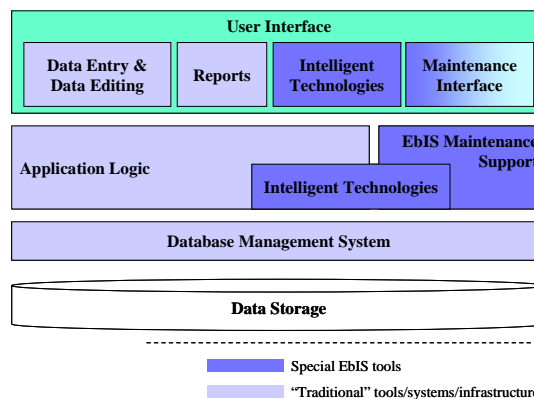 User Interface
Data Entry &
Data Editing
Reports
Intelligent
Technologies
Maintenance
Interface
Application Logic
EbIS Maintenance
Support
Intelligent Technologies
Database Management System
Data Storage
Special EbIS tools
“Traditional” tools/systems/infrastructure